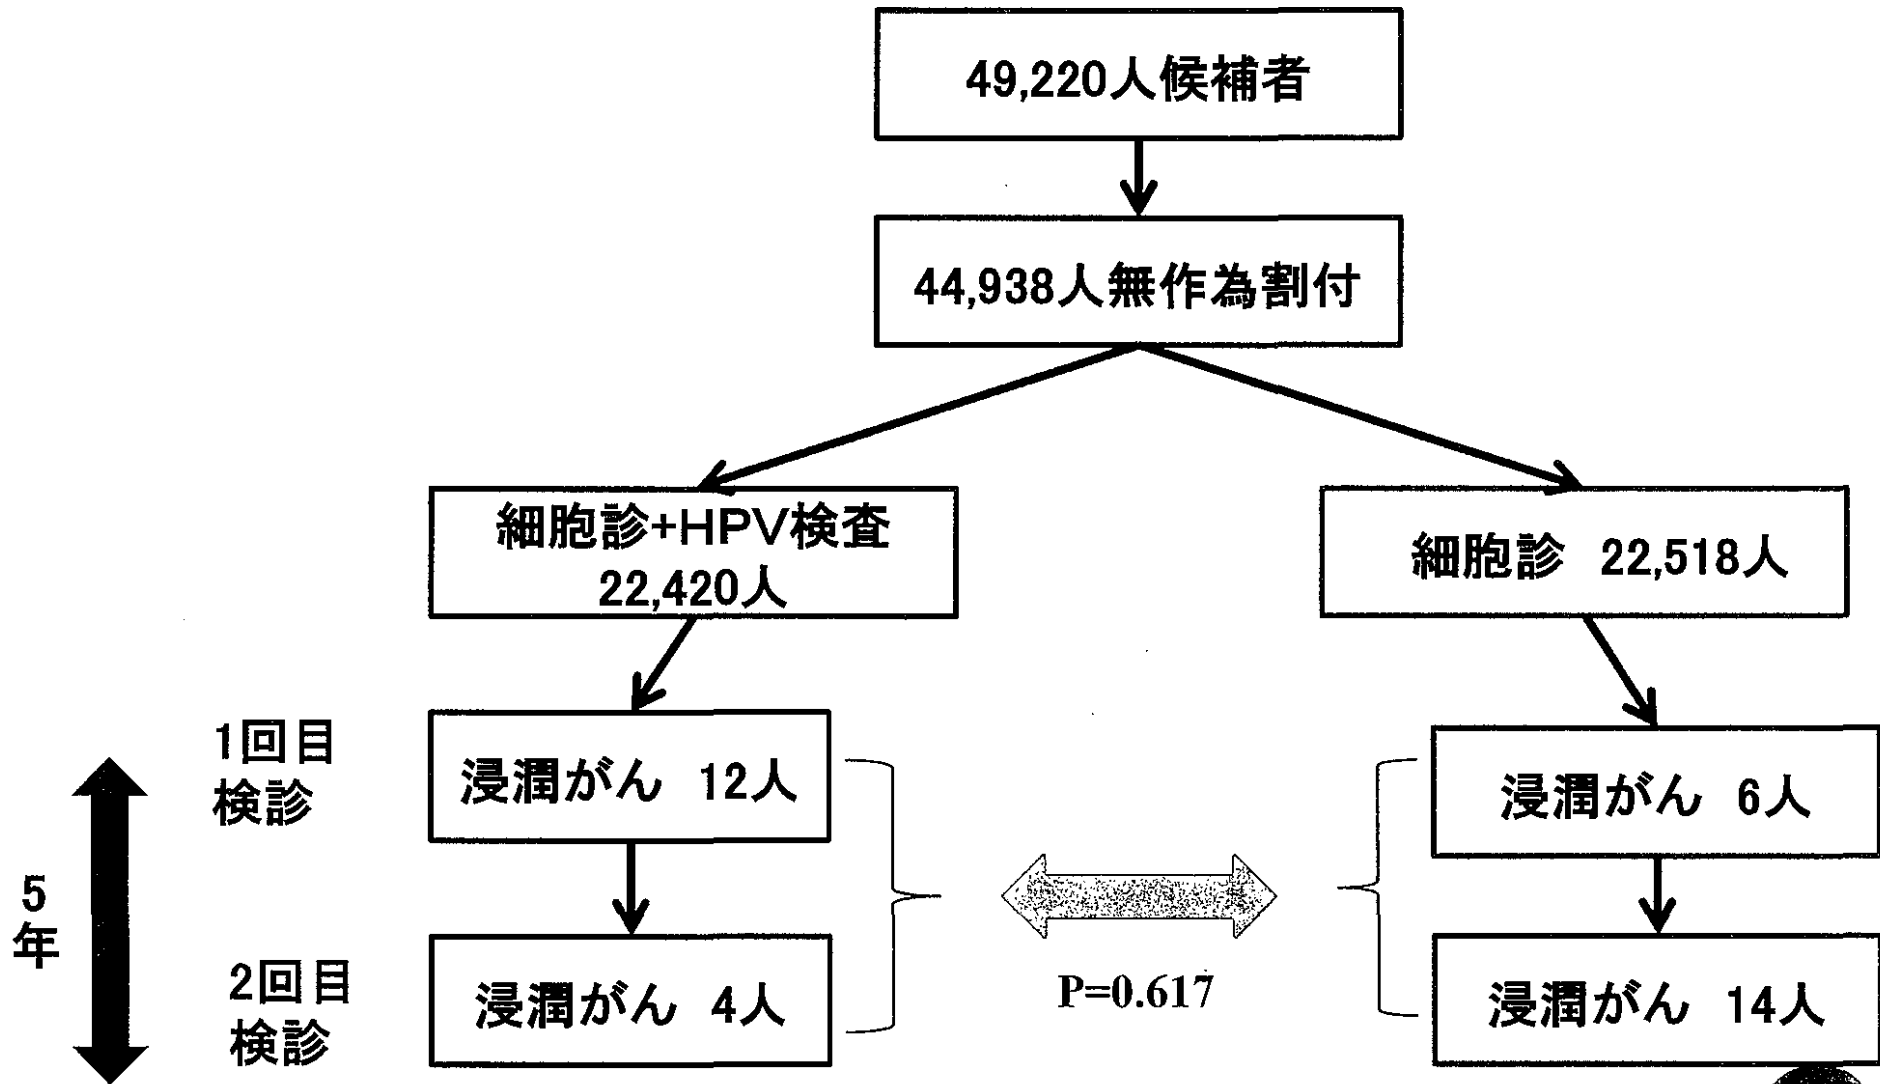 49,220人候補者
44,938人無作為割付
細胞診+HPV検査
22,420人
細胞診 22,518人
1回目
検診
浸潤がん 12人
浸潤がん 6人
5
年
P=0.617
2回目
検診
浸潤がん 4人
浸潤がん 14人